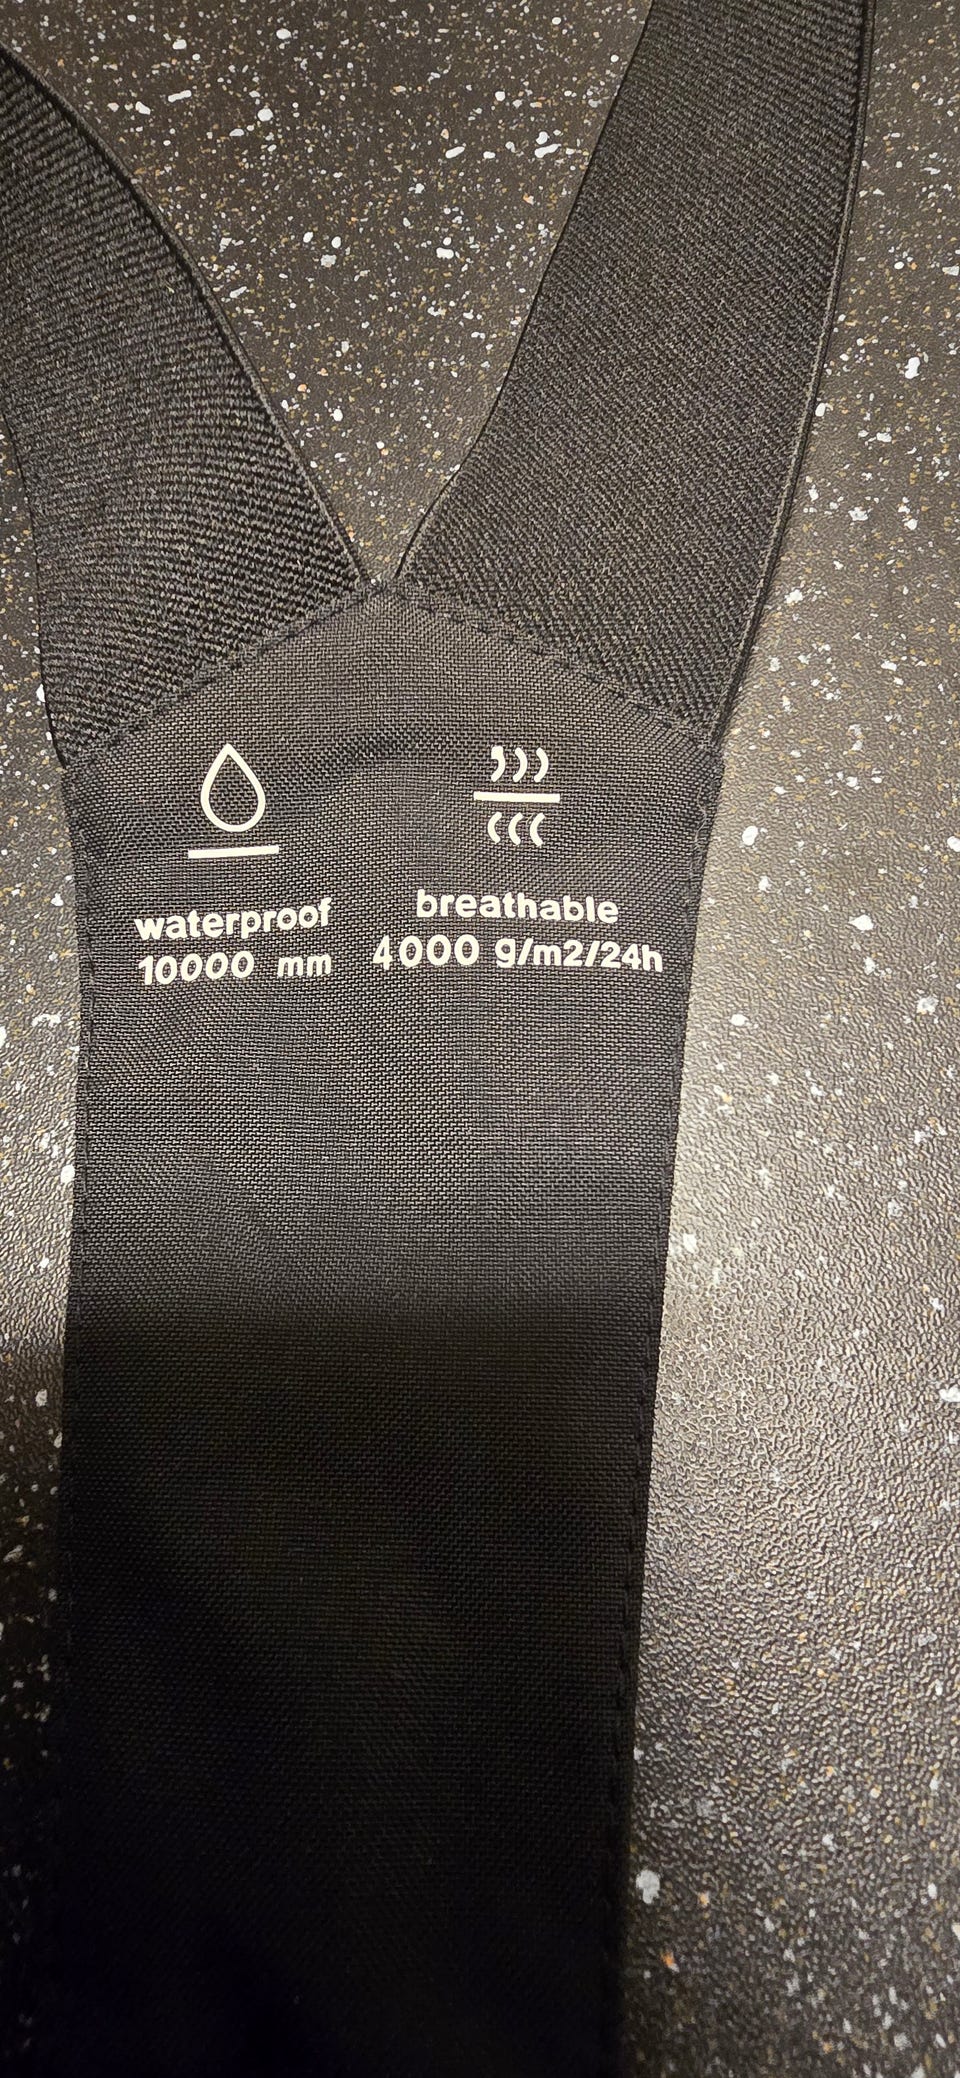 waterproof
10000 mm
breathable
4000 g/m2/24h